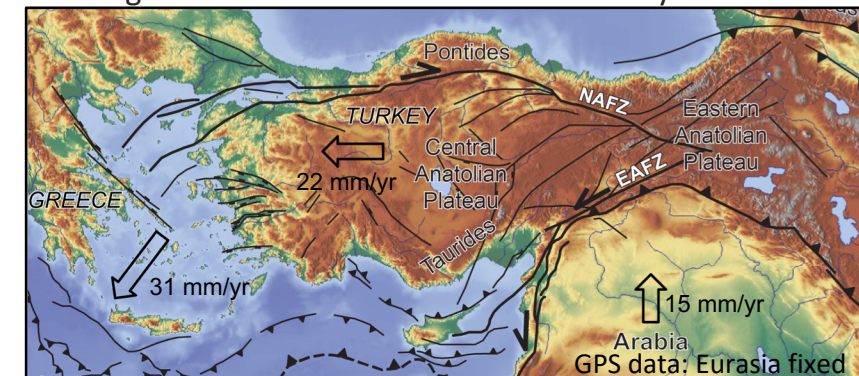 Pontides
TURKEY
NAFZ
Eastern
Anatolian
Plateau
Central
Anatolian
Plateau
22 mm/yr
EAFZ
GREECE
Taurides
31 mm/yr
15 mm/yr
Arabia
GPS data: Eurasia fixed